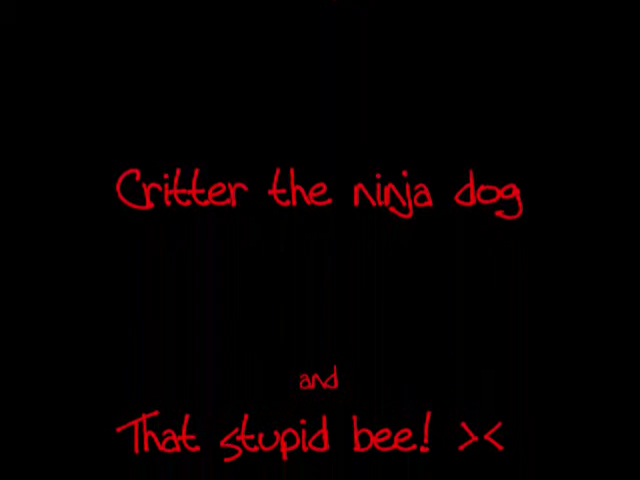 Critter the ninja dog
and
That stupid bee! ><